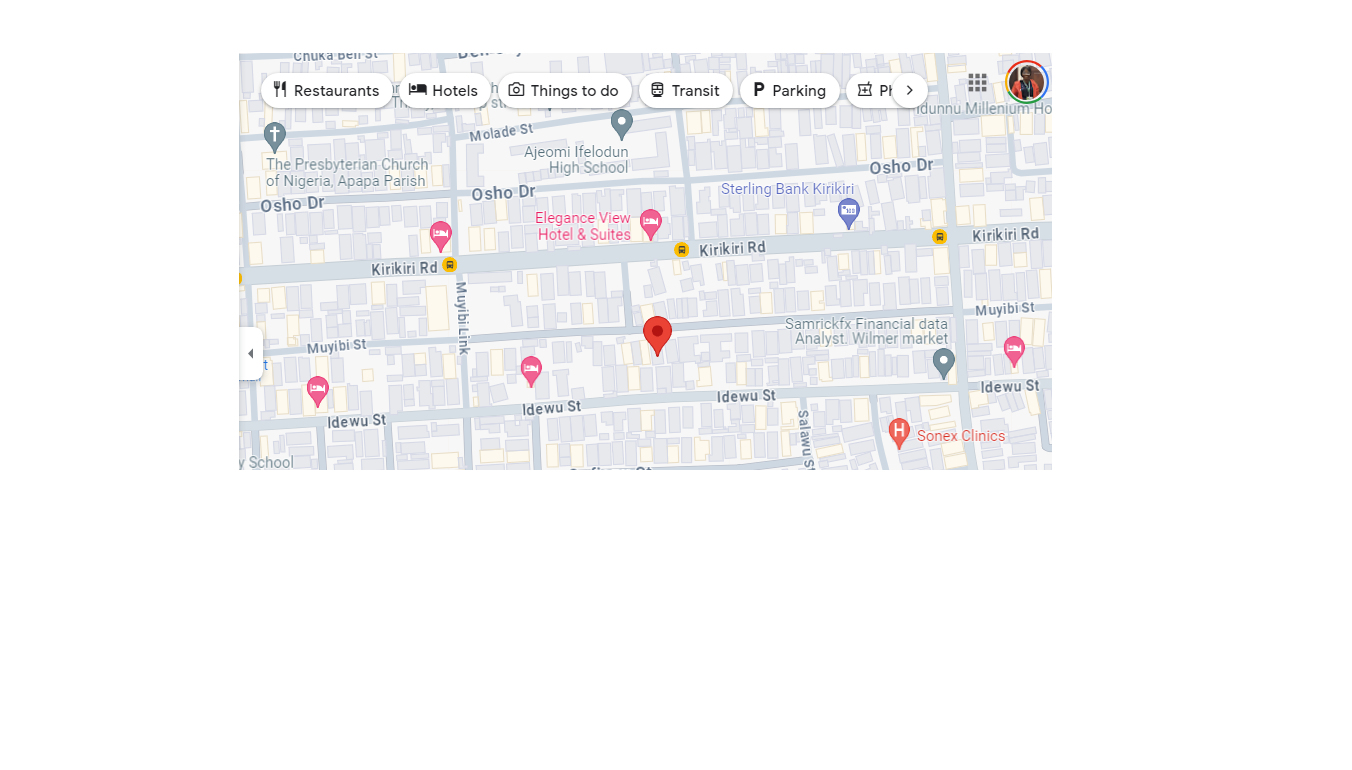 Chuka Bell St
Restaurants
Hotels
Things to do
Transit
Parking
Idunnu Millenium Ho
Molade St
Ajeomi Ifelodun
High School
The Presbyterian Church
of Nigeria, Apapa Parish
Osho Dr
Osho Dr
Osho Dr
Sterling Bank Kirikiri
Elegance View
Hotel & Suites
Kirikiri Rd
Kirikiri Rd
Kirikiri Rd
Muyibi Link
Muyibi St
Muyibi St
Samrickfx Financial data
Analyst. Wilmer market
Idewu St
Idewu St
Idewu St
Idewu St
Salawu St
H
Sonex Clinics
y School